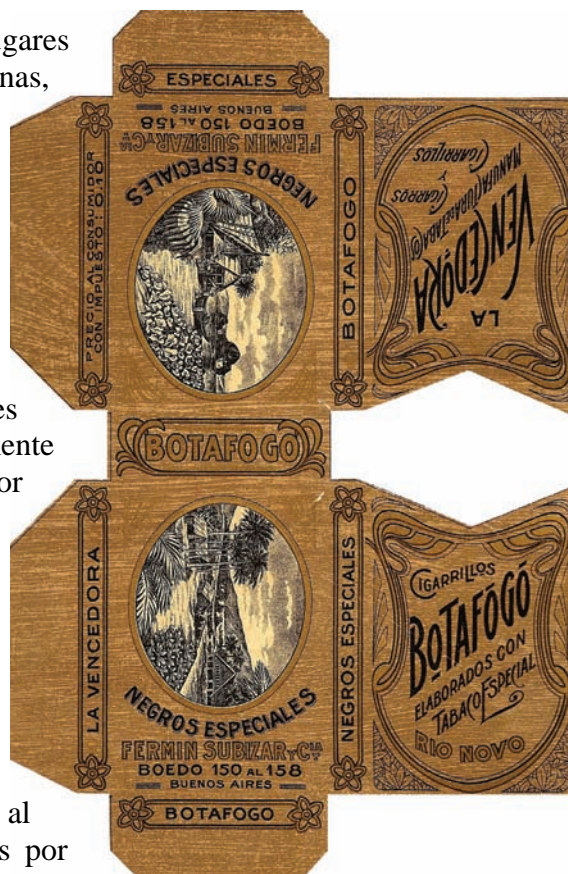 gares
nas,
es
ente
or
al
s por
ESPECIALES
BUENOS AIRES
BOEDO 150 AL 158
FERMIN SUBIZAR Y CIA
NEGROS ESPECIALES
PRECIO AL CONSUMIDOR
CON IMPUESTO: 0.10
BOTAFOGO
LA
VENCEDORA
MANUFACTURA DE TABACO
CIGARROS
Y
CIGARRILLOS
BOTAFOGO
LA VENCEDORA
NEGROS ESPECIALES
FERMIN SUBIZAR Y CIA
BOEDO 150 AL 158
BUENOS AIRES
BOTAFOGO
NEGROS ESPECIALES
CIGARRILLOS
BOTAFÓGÓ
ELABORADOS CON
TABACO ESPECIAL
RIO NOVO